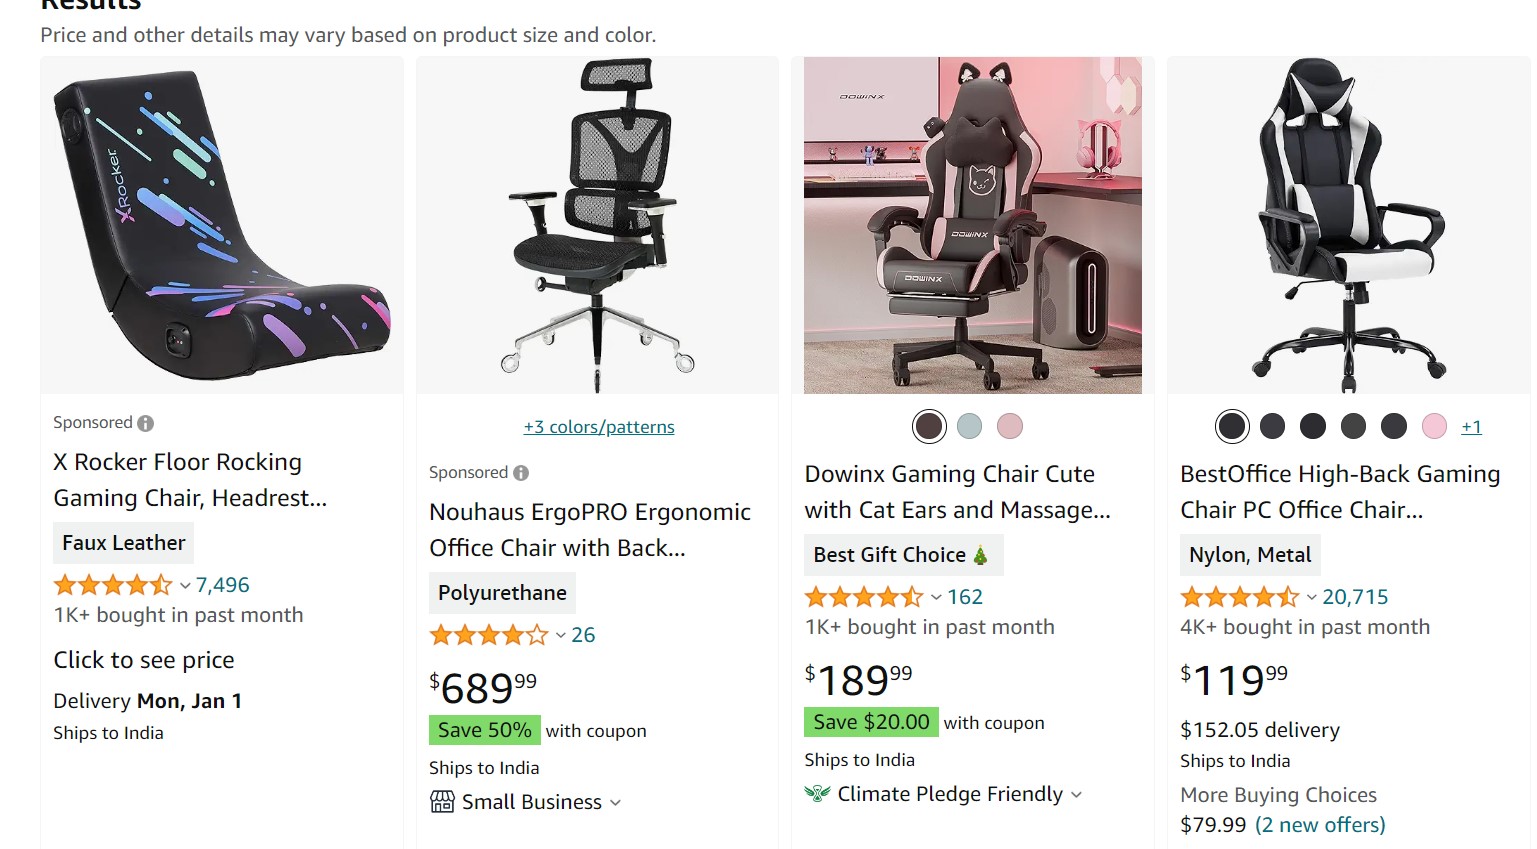 Results
Price and other details may vary based on product size and color.
XRocker
Sponsored
X Rocker Floor Rocking
Gaming Chair, Headrest...
Faux Leather
7,496
1K+ bought in past month
Click to see price
Delivery Mon, Jan 1
Ships to India
+3 colors/patterns
Sponsored
Nouhaus ErgoPRO Ergonomic
Office Chair with Back...
Polyurethane
26
$689.99
Save 50% with coupon
Ships to India
Small Business
DOWINX
DOWINX
DOWINX
Dowinx Gaming Chair Cute
with Cat Ears and Massage...
Best Gift Choice🎄
162
1K+ bought in past month
$189.99
Save $20.00 with coupon
Ships to India
Climate Pledge Friendly
+1
BestOffice High-Back Gaming
Chair PC Office Chair...
Nylon, Metal
20,715
4K+ bought in past month
$119.99
$152.05 delivery
Ships to India
More Buying Choices
$79.99 (2 new offers)